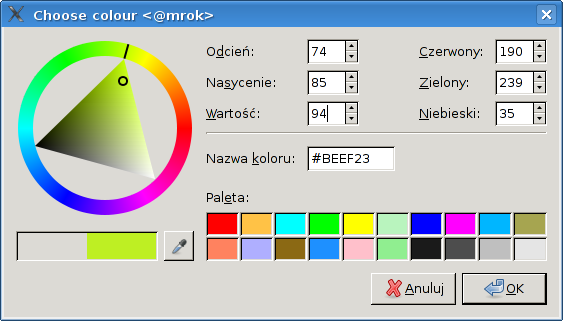 Choose colour <@mrok>
Odcień: 74 Czerwony: 190
Nasycenie: 85 Zielony: 239
Wartość: 94 Niebieski: 35
Nazwa koloru: #BEEF23
Paleta:
Anuluj OK